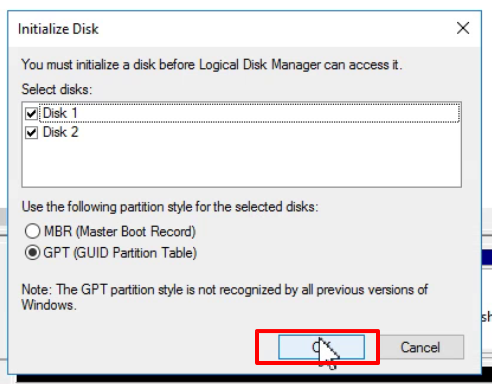 Initialize Disk
You must initialize a disk before Logical Disk Manager can access it.
Select disks:
Disk 1
Disk 2
Use the following partition style for the selected disks:
MBR (Master Boot Record)
GPT (GUID Partition Table)
Note: The GPT partition style is not recognized by all previous versions of
Windows.
Cancel